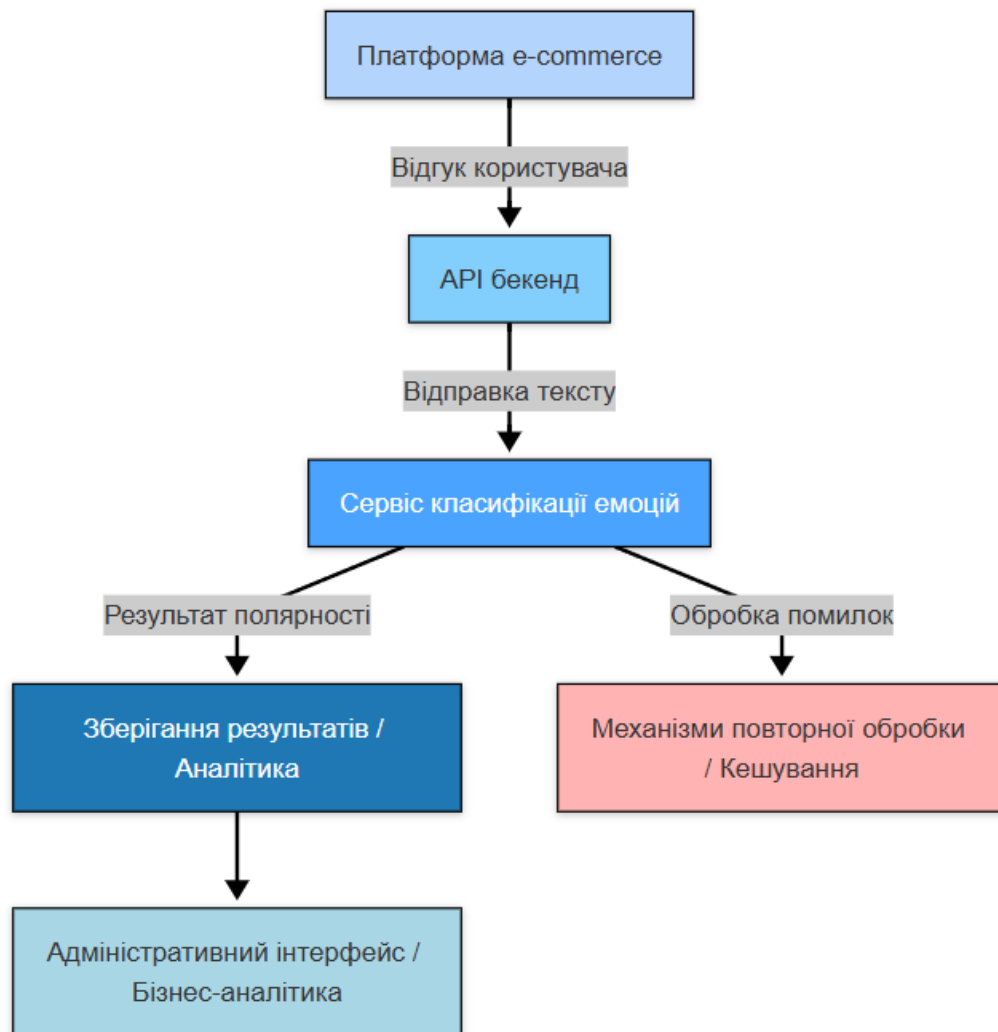 Платформа e-commerce
Відгук користувача
API бекенд
Відправка тексту
Сервіс класифікації емоцій
Результат полярності
Обробка помилок
Зберігання результатів /
Аналітика
Механізми повторної обробки
/ Кешування
Адміністративний інтерфейс /
Бізнес-аналітика